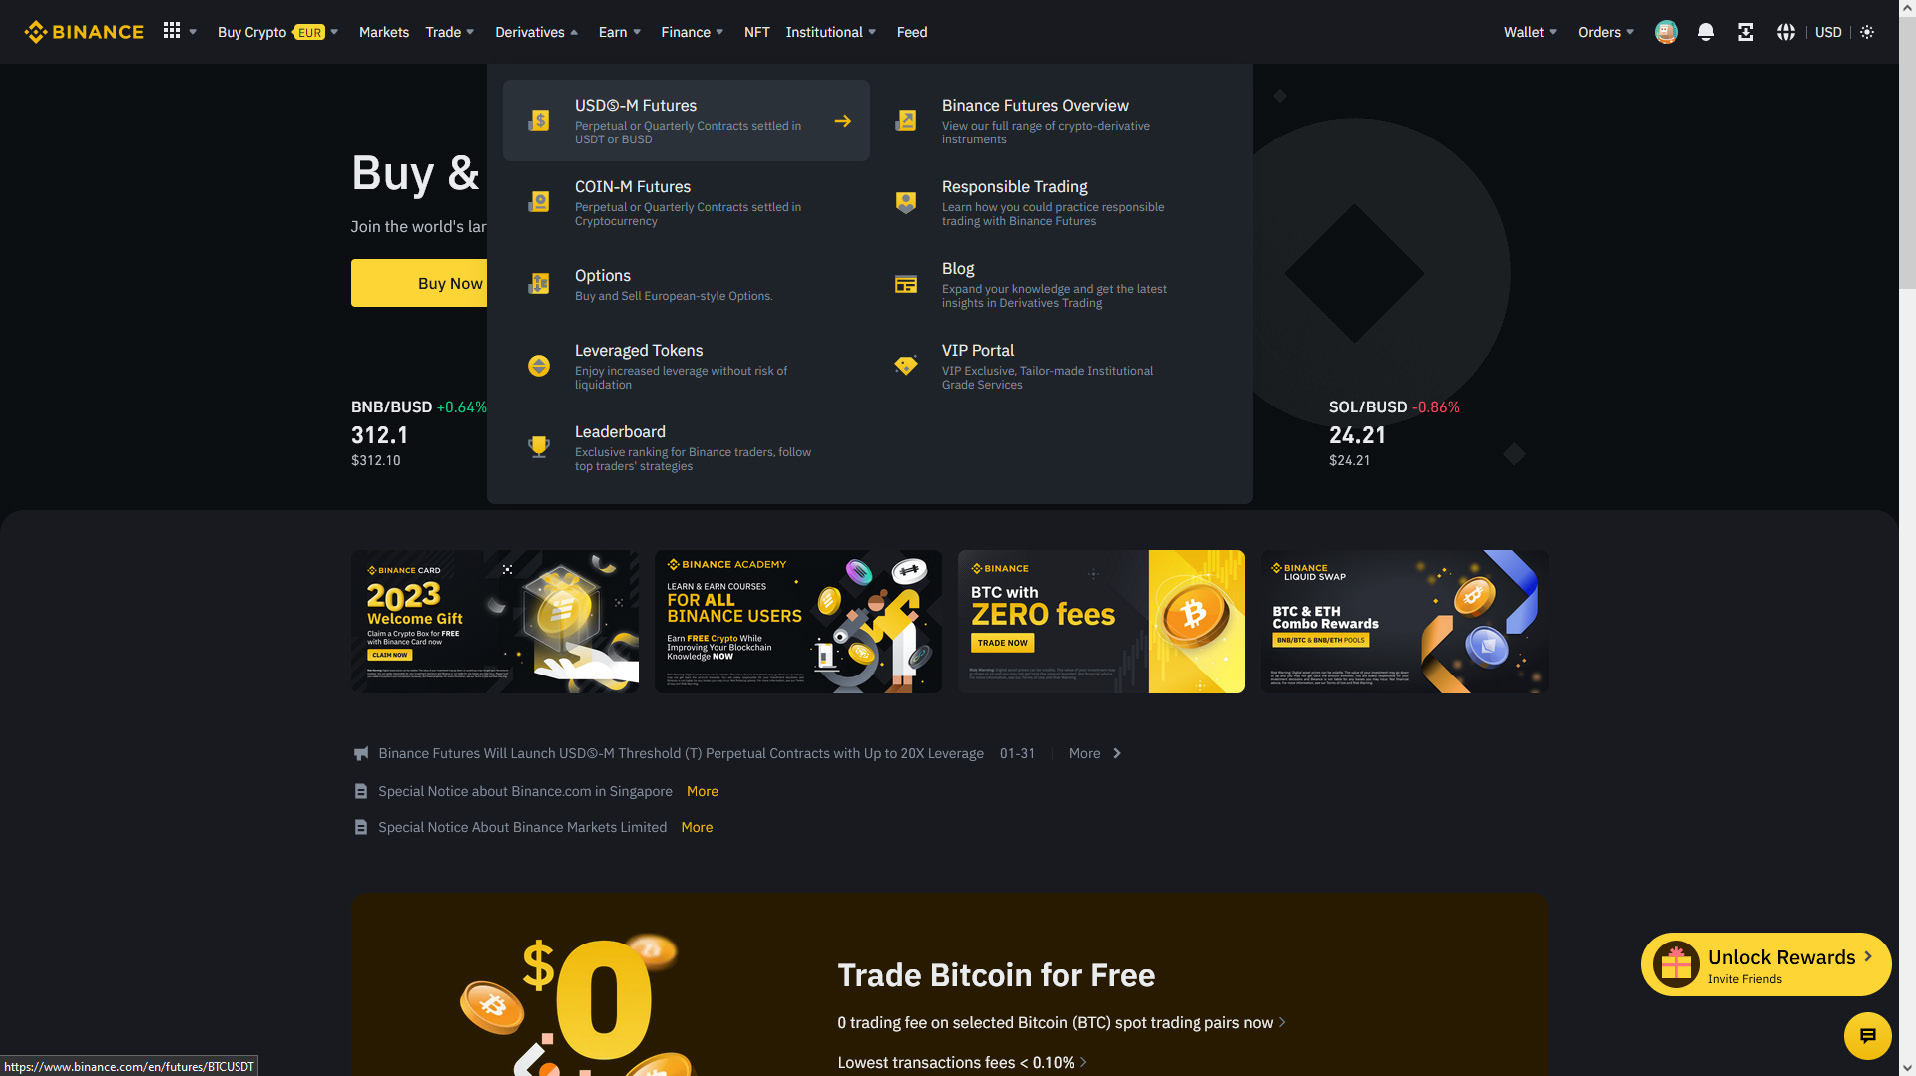 BINANCE
Buy Crypto EUR
Markets
Trade
Derivatives
Earn
Finance
NFT
Institutional
Feed
Wallet
Orders
USD
USDⓈ-M Futures
Perpetual or Quarterly Contracts settled in
USDT or BUSD
Binance Futures Overview
View our full range of crypto-derivative
instruments
COIN-M Futures
Perpetual or Quarterly Contracts settled in
Cryptocurrency
Responsible Trading
Learn how you could practice responsible
trading with Binance Futures
Options
Buy and Sell European-style Options.
Blog
Expand your knowledge and get the latest
insights in Derivatives Trading
Leveraged Tokens
Enjoy increased leverage without risk of
liquidation
VIP Portal
VIP Exclusive, Tailor-made Institutional
Grade Services
Leaderboard
Exclusive ranking for Binance traders, follow
top traders' strategies
Buy &
Join the world's lar
Buy Now
BNB/BUSD +0.64%
312.1
$312.10
SOL/BUSD -0.86%
24.21
$24.21
BINANCE CARD
2023
Welcome Gift
Claim a Crypto Box for FREE
with Binance Card now
CLAIM NOW
BINANCE ACADEMY
LEARN & EARN COURSES
FOR ALL
BINANCE USERS
Earn FREE Crypto While
Improving Your Blockchain
Knowledge NOW
BINANCE
BTC with
ZERO fees
TRADE NOW
BINANCE
LIQUID SWAP
BTC & ETH
Combo Rewards
BNB/BTC & BNB/ETH POOLS
Binance Futures Will Launch USDⓈ-M Threshold (T) Perpetual Contracts with Up to 20X Leverage 01-31 More
Special Notice about Binance.com in Singapore More
Special Notice About Binance Markets Limited More
$0
Trade Bitcoin for Free
0 trading fee on selected Bitcoin (BTC) spot trading pairs now
Lowest transactions fees < 0.10%
Unlock Rewards
Invite Friends
https://www.binance.com/en/futures/BTCUSDT